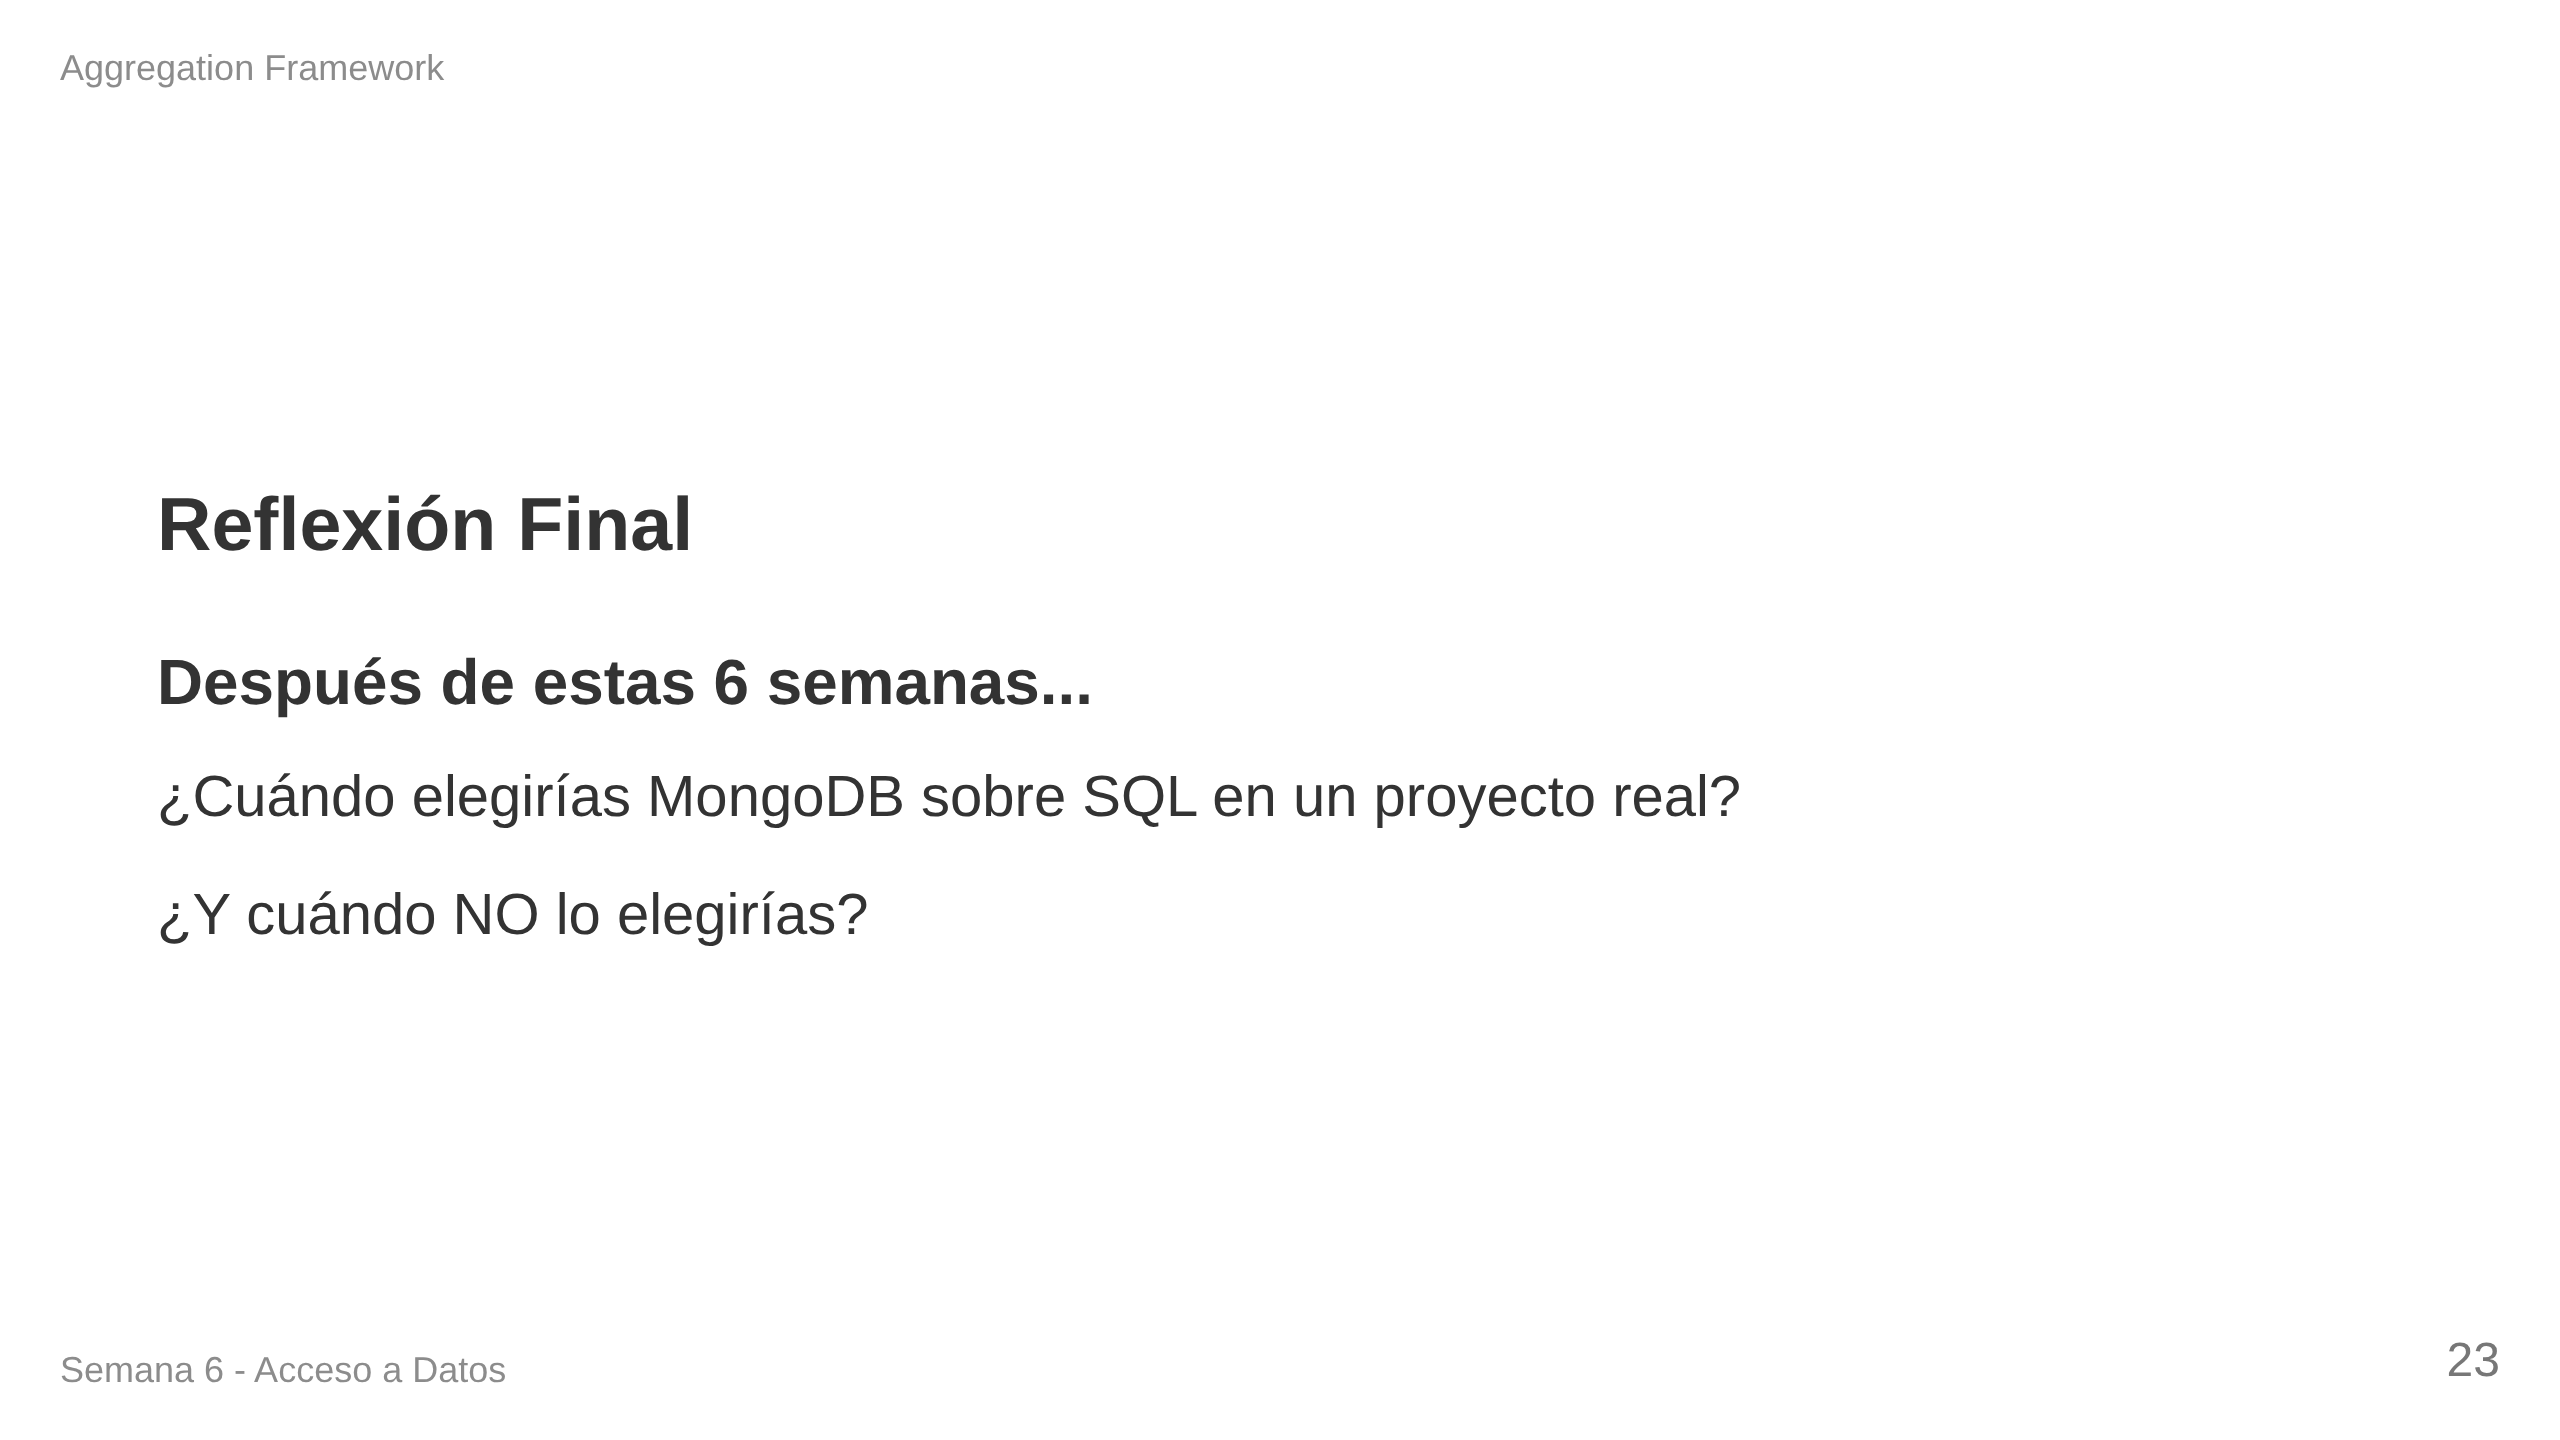 Aggregation Framework
Reflexión Final
Después de estas 6 semanas...
¿Cuándo elegirías MongoDB sobre SQL en un proyecto real?
¿Y cuándo NO lo elegirías?
Semana 6 - Acceso a Datos
23